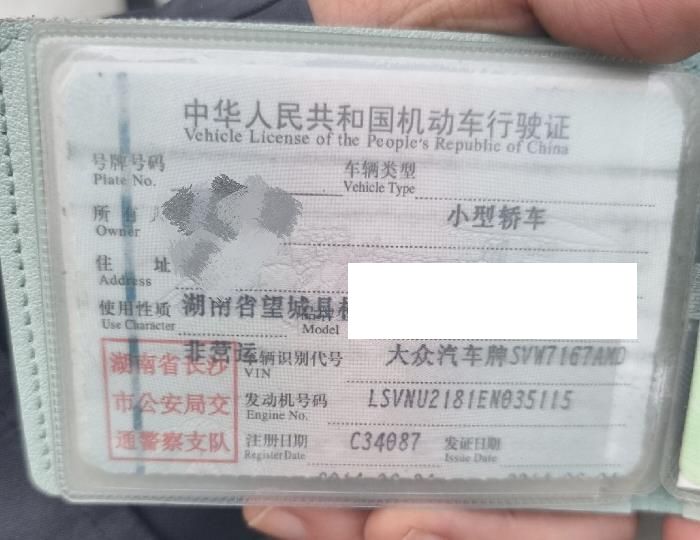 中华人民共和国机动车行驶证
Vehicle License of the People's Republic of China
号牌号码 车辆类型
Plate No. Vehicle Type
所有 小型轿车
Owner
住 址
Address
使用性质 湖南省望城县
Use Character Model
非营运 车辆识别代号 大众汽车牌SVW7167AMD
VIN
湖南省长沙
市公安局交
通警察支队
发动机号码 LSVNU2181EN035115
Engine No.
注册日期 C34087 发证日期
Register Date Issue Date